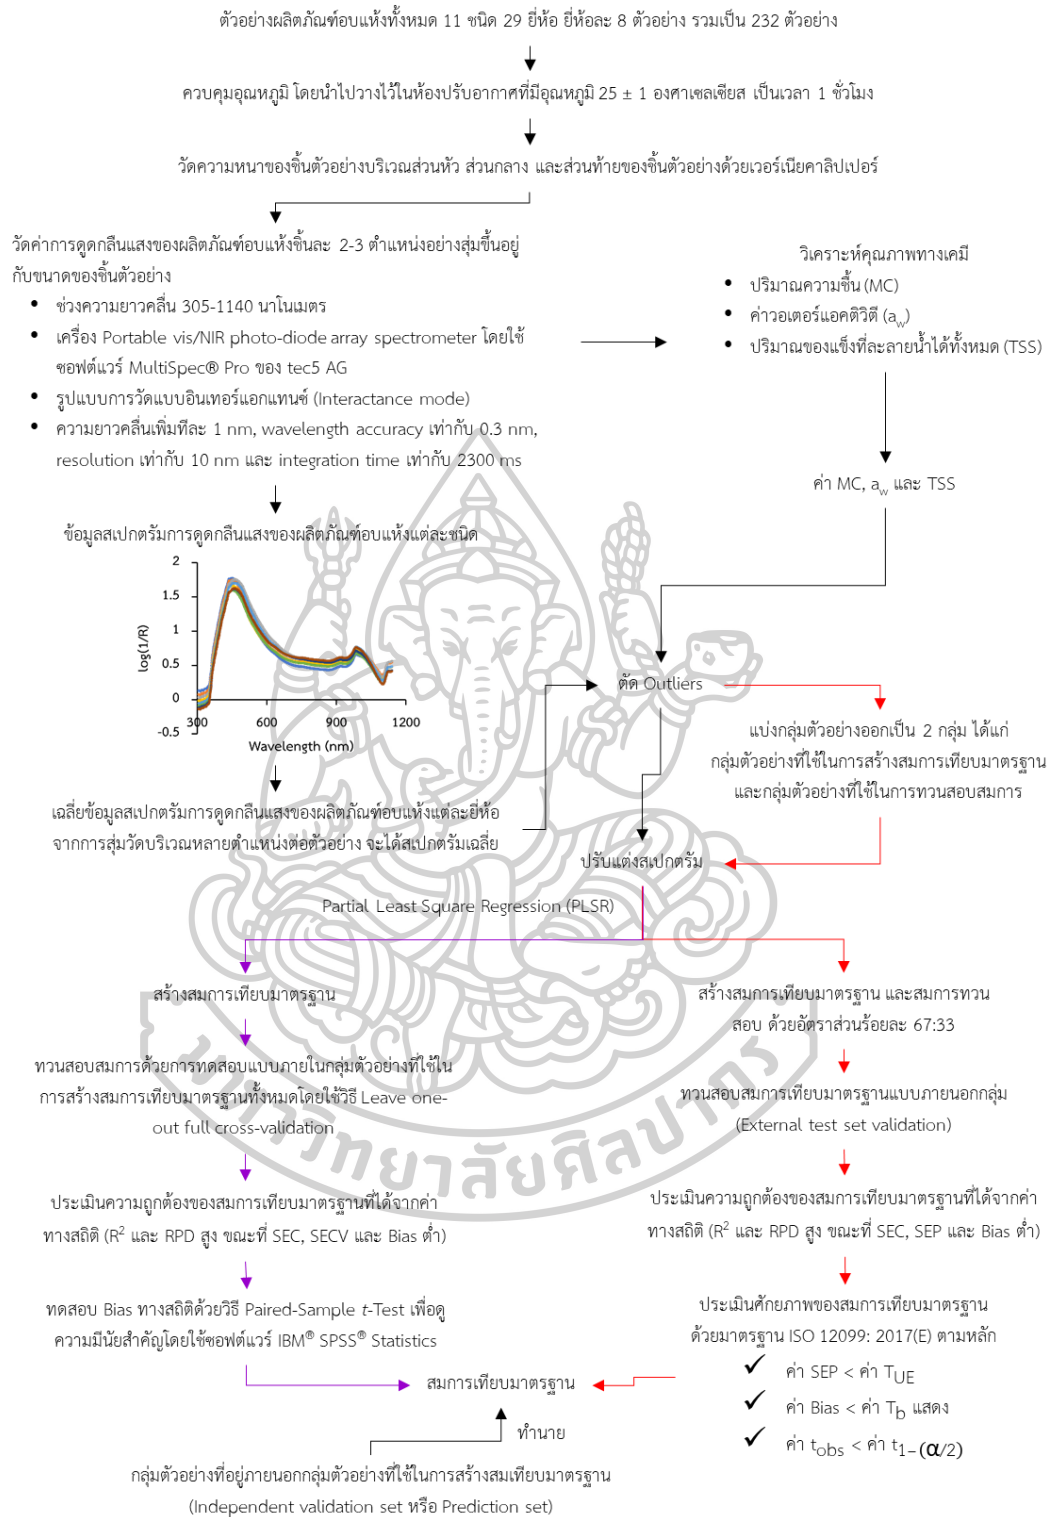 ตัวอย่างผลิตภัณฑ์อบแห้งทั้งหมด 11 ชนิด 29 ยี่ห้อ ยี่ห้อละ 8 ตัวอย่าง รวมเป็น 232 ตัวอย่าง
ควบคุมอุณหภูมิ โดยนำไปวางไว้ในห้องปรับอากาศที่มีอุณหภูมิ 25 ± 1 องศาเซลเซียส เป็นเวลา 1 ชั่วโมง
วัดความหนาของชิ้นตัวอย่างบริเวณส่วนหัว ส่วนกลาง และส่วนท้ายของชิ้นตัวอย่างด้วยเวอร์เนียคาลิปเปอร์
วัดค่าการดูดกลืนแสงของผลิตภัณฑ์อบแห้งชิ้นละ 2-3 ตำแหน่งอย่างสุ่มขึ้นอยู่
กับขนาดของชิ้นตัวอย่าง
• ช่วงความยาวคลื่น 305-1140 นาโนเมตร
• เครื่อง Portable vis/NIR photo-diode array spectrometer โดยใช้
ซอฟต์แวร์ MultiSpec® Pro ของ tec5 AG
• รูปแบบการวัดแบบอินเทอร์แอกแทนซ์ (Interactance mode)
• ความยาวคลื่นเพิ่มทีละ 1 nm, wavelength accuracy เท่ากับ 0.3 nm,
resolution เท่ากับ 10 nm และ integration time เท่ากับ 2300 ms
วิเคราะห์คุณภาพทางเคมี
• ปริมาณความชื้น (MC)
• ค่าวอเตอร์แอคติวิตี (a_w)
• ปริมาณของแข็งที่ละลายน้ำได้ทั้งหมด (TSS)
ค่า MC, a_w และ TSS
ข้อมูลสเปกตรัมการดูดกลืนแสงของผลิตภัณฑ์อบแห้งแต่ละชนิด
2
1.5
1
0.5
0
-0.5
log(1/R)
300 600 900 1200
Wavelength (nm)
ตัด Outliers
แบ่งกลุ่มตัวอย่างออกเป็น 2 กลุ่ม ได้แก่
กลุ่มตัวอย่างที่ใช้ในการสร้างสมการเทียบมาตรฐาน
และกลุ่มตัวอย่างที่ใช้ในการทวนสอบสมการ
เฉลี่ยข้อมูลสเปกตรัมการดูดกลืนแสงของผลิตภัณฑ์อบแห้งแต่ละยี่ห้อ
จากการสุ่มวัดบริเวณหลายตำแหน่งต่อตัวอย่าง จะได้สเปกตรัมเฉลี่ย
ปรับแต่งสเปกตรัม
Partial Least Square Regression (PLSR)
สร้างสมการเทียบมาตรฐาน
ทวนสอบสมการด้วยการทดสอบแบบภายในกลุ่มตัวอย่างที่ใช้ใน
การสร้างสมการเทียบมาตรฐานทั้งหมดโดยใช้วิธี Leave one-
out full cross-validation
ประเมินความถูกต้องของสมการเทียบมาตรฐานที่ได้จากค่า
ทางสถิติ (R² และ RPD สูง ขณะที่ SEC, SECV และ Bias ต่ำ)
ทดสอบ Bias ทางสถิติด้วยวิธี Paired-Sample t-Test เพื่อดู
ความมีนัยสำคัญโดยใช้ซอฟต์แวร์ IBM® SPSS® Statistics
สร้างสมการเทียบมาตรฐาน และสมการทวน
สอบ ด้วยอัตราส่วนร้อยละ 67:33
ทวนสอบสมการเทียบมาตรฐานแบบภายนอกกลุ่ม
(External test set validation)
ประเมินความถูกต้องของสมการเทียบมาตรฐานที่ได้จากค่า
ทางสถิติ (R² และ RPD สูง ขณะที่ SEC, SEP และ Bias ต่ำ)
ประเมินศักยภาพของสมการเทียบมาตรฐาน
ด้วยมาตรฐาน ISO 12099: 2017(E) ตามหลัก
✓ ค่า SEP < ค่า T_UE
✓ ค่า Bias < ค่า T_b แสดง
✓ ค่า t_obs < ค่า t_1–(α/2)
สมการเทียบมาตรฐาน
ทำนาย
กลุ่มตัวอย่างที่อยู่ภายนอกกลุ่มตัวอย่างที่ใช้ในการสร้างสมเทียบมาตรฐาน
(Independent validation set หรือ Prediction set)
มหาวิทยาลัยศิลปากร